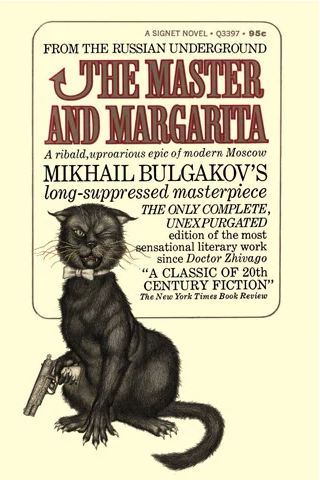 A SIGNET NOVEL • Q3397 • 95c
FROM THE RUSSIAN UNDERGROUND
THE MASTER
AND MARGARITA
A ribald, uproarious epic of modern Moscow
MIKHAIL BULGAKOV'S
long-suppressed masterpiece
THE ONLY COMPLETE,
UNEXPURGATED
edition of the most
sensational literary work
since Doctor Zhivago
“A CLASSIC OF 20th
CENTURY FICTION”
The New York Times Book Review